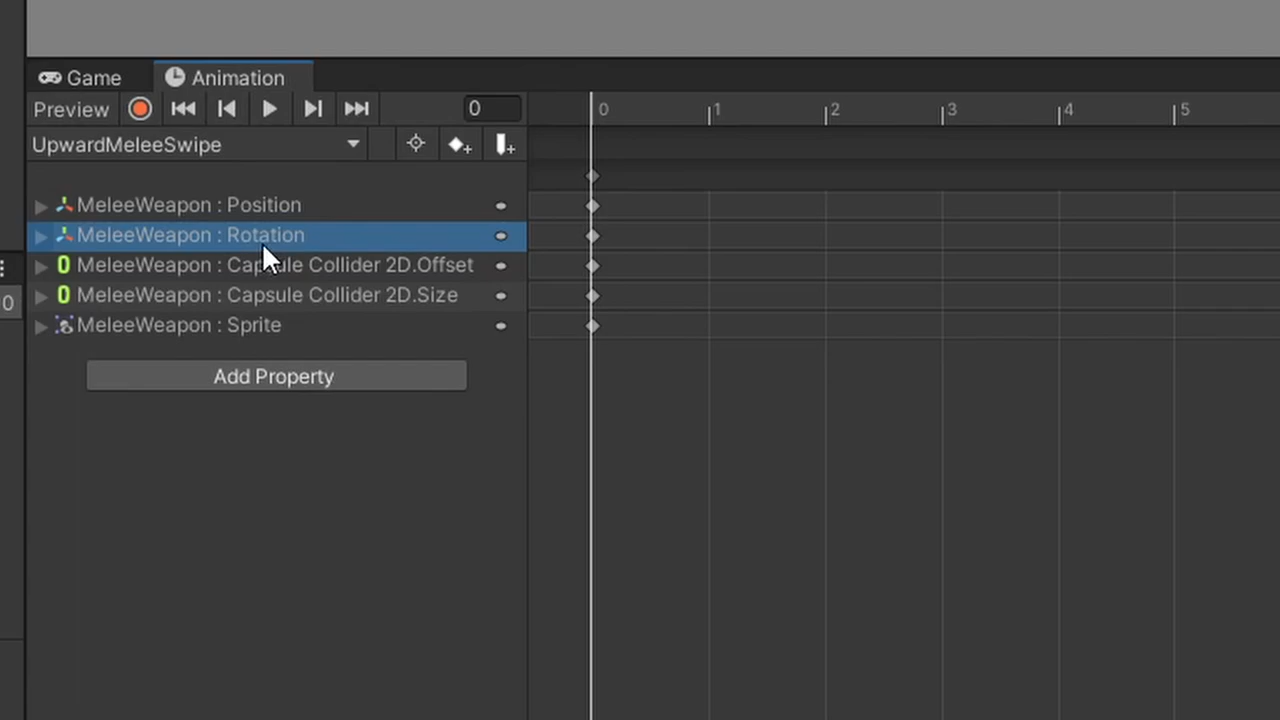 Game Animation
Preview 0 0 1 2 3 4 5
UpwardMeleeSwipe
MeleeWeapon : Position
MeleeWeapon : Rotation
MeleeWeapon : Capsule Collider 2D.Offset
0 MeleeWeapon : Capsule Collider 2D.Size
MeleeWeapon : Sprite
Add Property